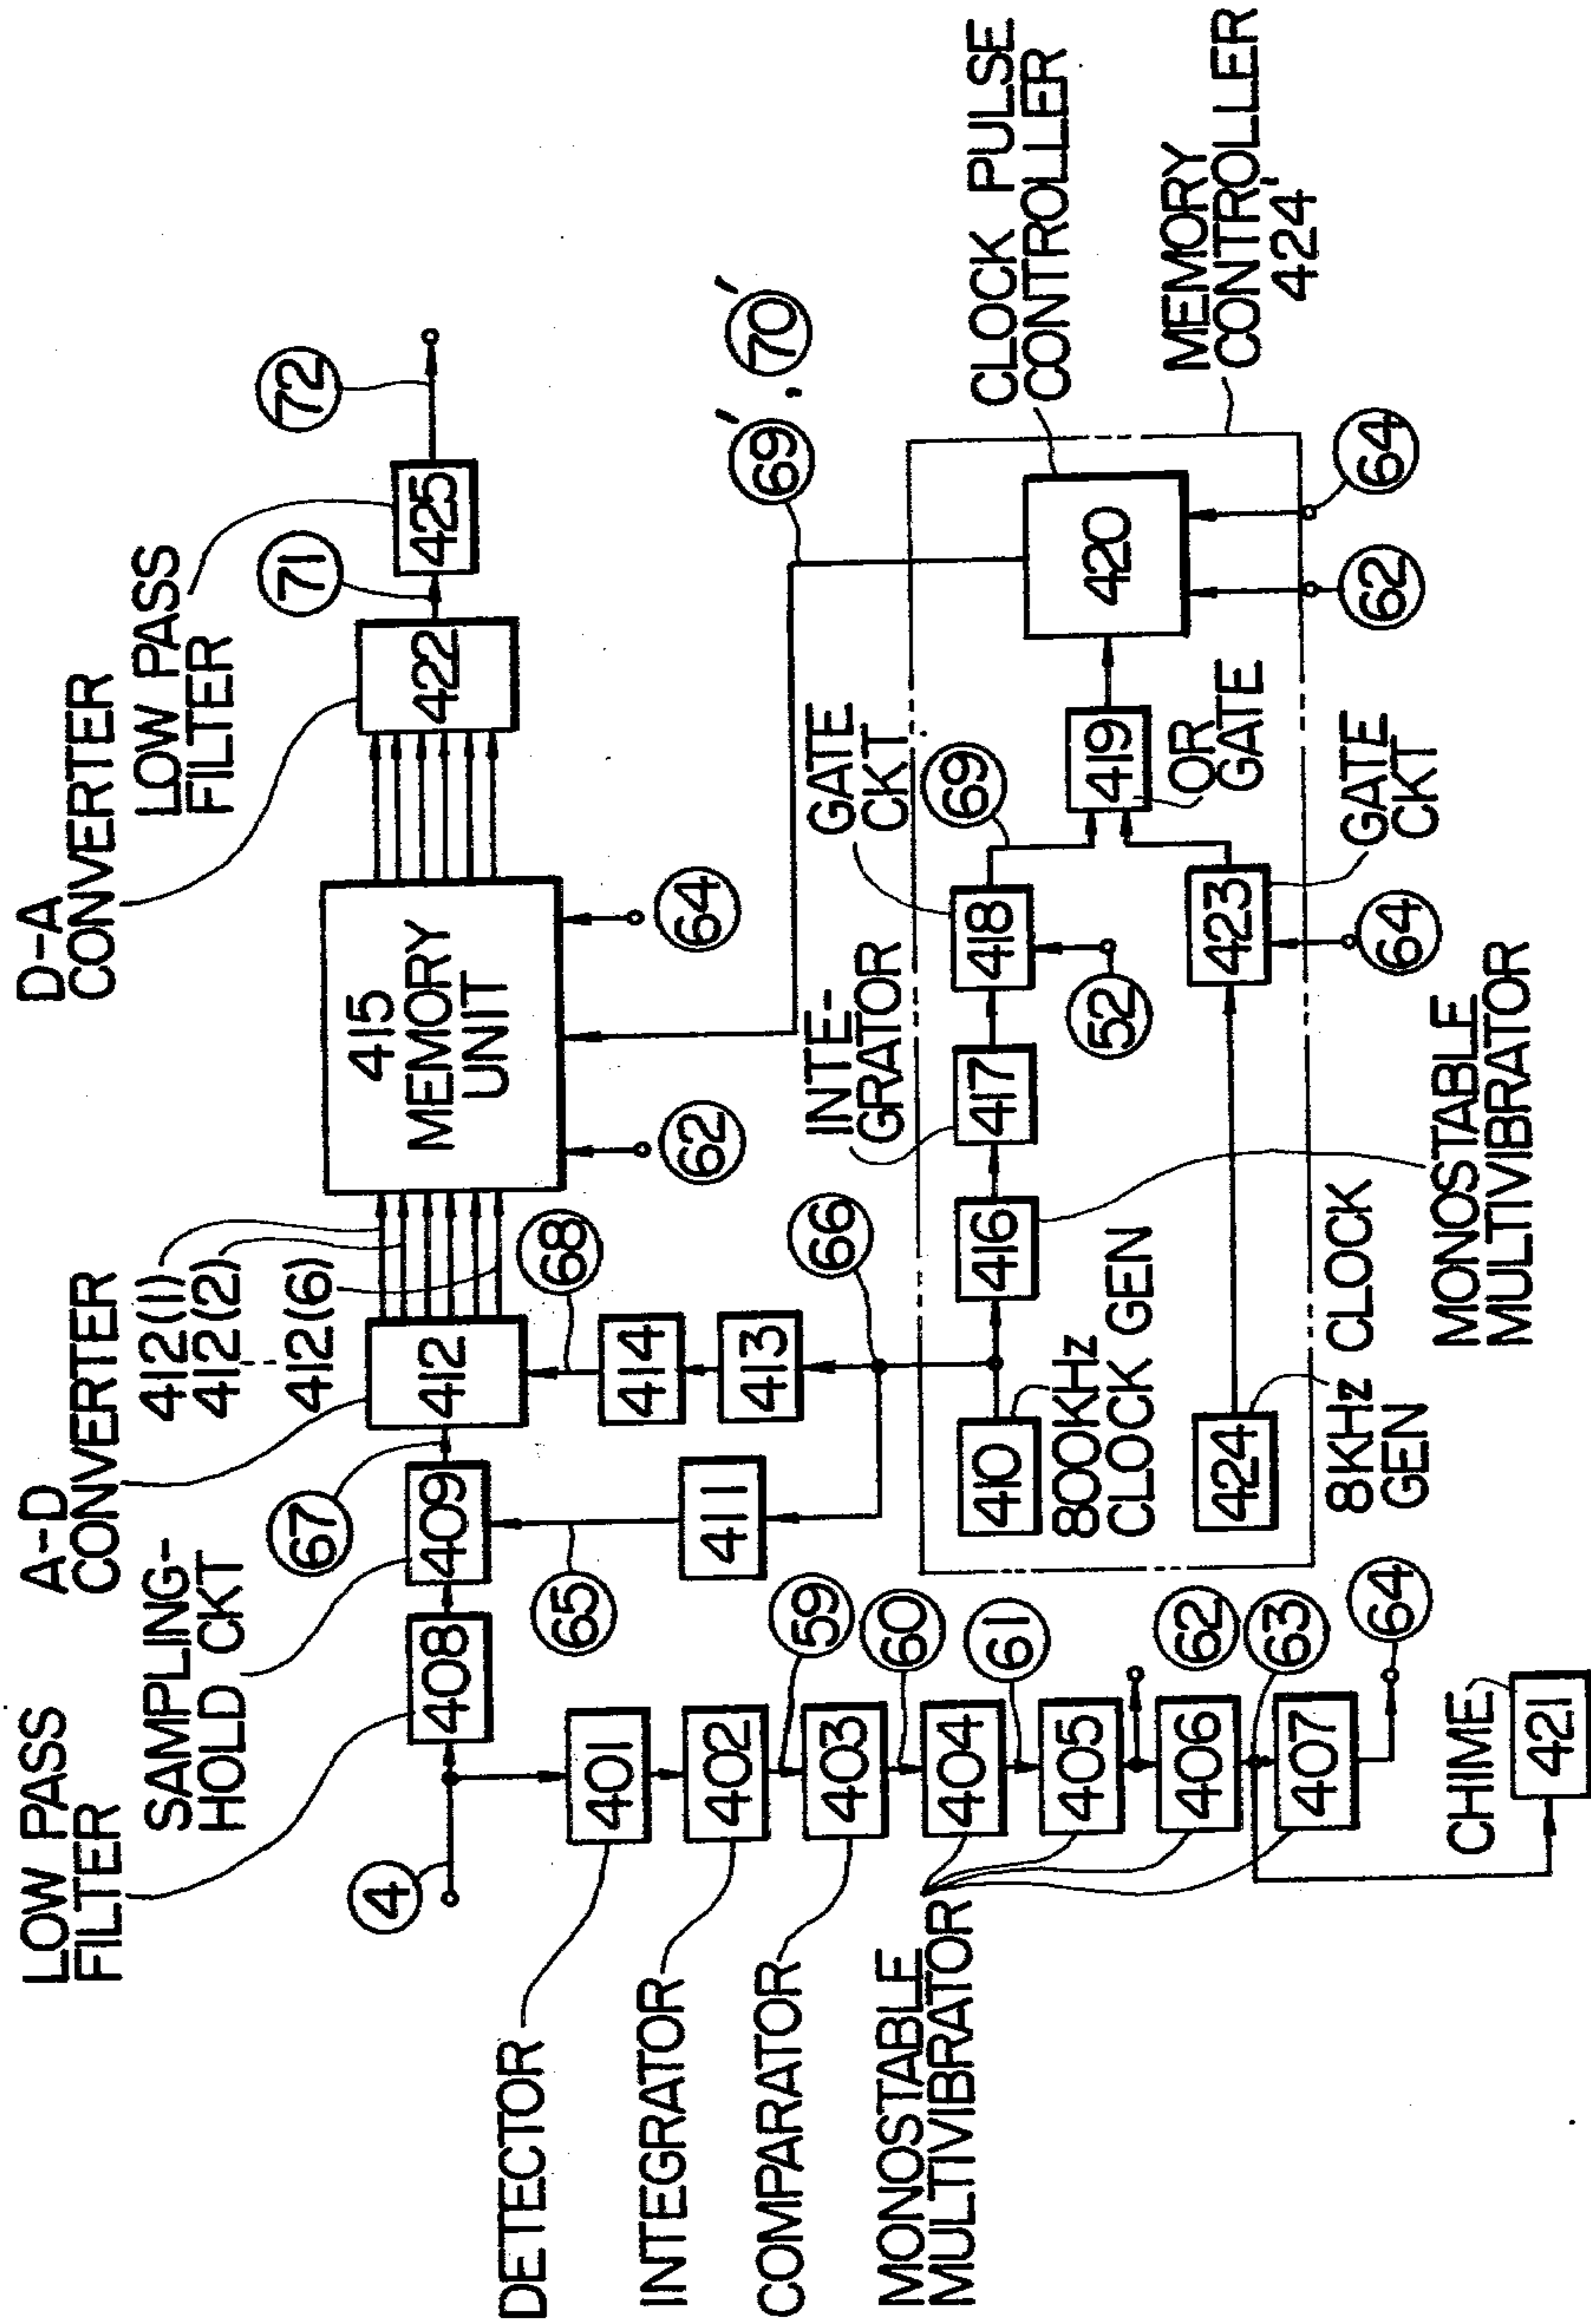 LOW PASS
FILTER
SAMPLING-
HOLD CKT
A-D
CONVERTER
412(1)
412(2)
412(6)
D-A
CONVERTER
LOW PASS
FILTER
4
408
409
67
412
415
MEMORY
UNIT
422
71
425
72
65
68
62
64
69', 70'
DETECTOR
401
411
414
413
66
INTEGRATOR
402
59
COMPARATOR
403
60
MONOSTABLE
MULTIVIBRATOR
404
61
405
62
406
63
407
64
CHIME
421
410
800KHz
CLOCK GEN
416
INTE-
GRATOR
417
GATE
CKT
418
69
52
419
OR
GATE
420
CLOCK PULSE
CONTROLLER
MEMORY
CONTROLLER
424'
62
64
424
8KHz CLOCK
GEN
423
64
GATE
CKT
MONOSTABLE
MULTIVIBRATOR